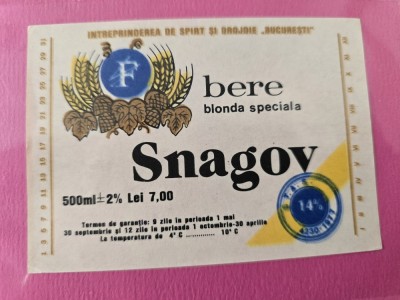 INTREPRINDEREA DE SPIRT ȘI DROJDIE „BUCUREȘTI"
F
bere
blonda speciala
Snagov
500ml ± 2% Lei 7,00
14%
Termen de garantie: 9 zile in perioada 1 mai
30 septembrie și 12 zile in perioada 1 octombrie-30 aprilie
La temperatura de 4° C ............. 10° C